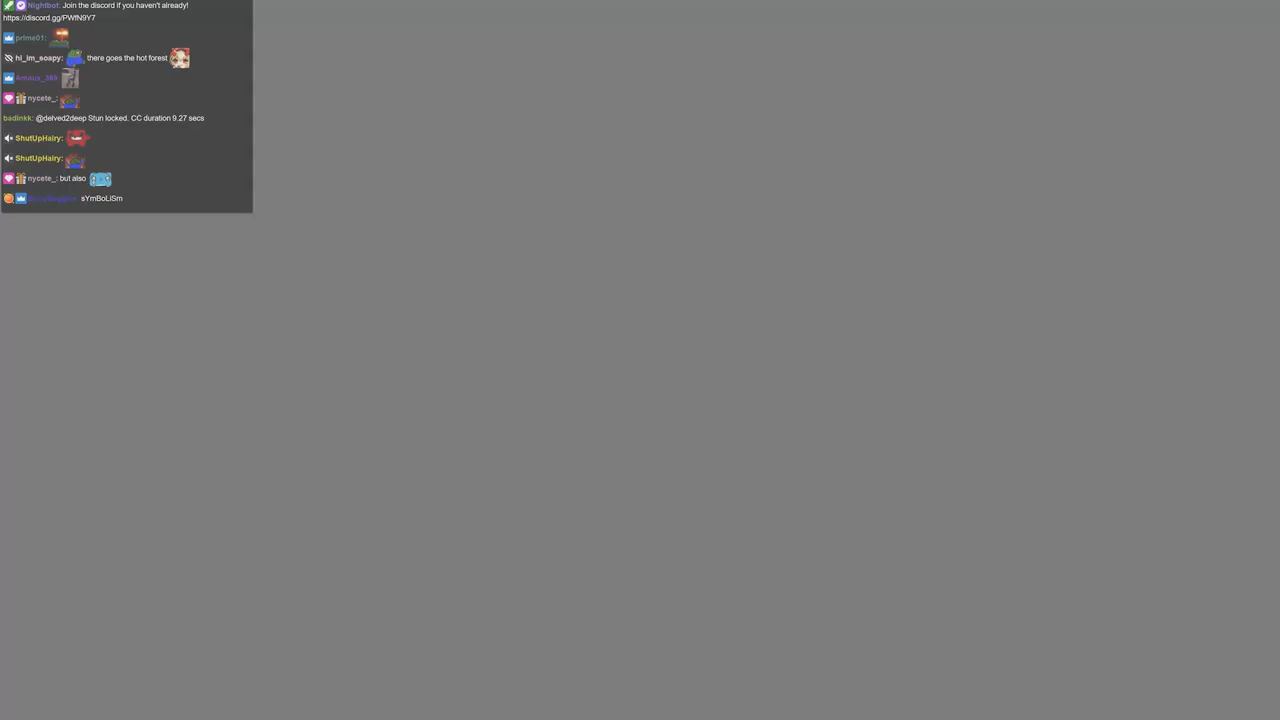 Nightbot: Join the discord if you haven't already!
https://discord.gg/PWfN9Y7
prime01:
hi_im_soapy: there goes the hot forest
nycete_:
badinkk: @delved2deep Stun locked. CC duration 9.27 secs
ShutUpHairy:
ShutUpHairy:
nycete_: but also
sYmBoLiSm